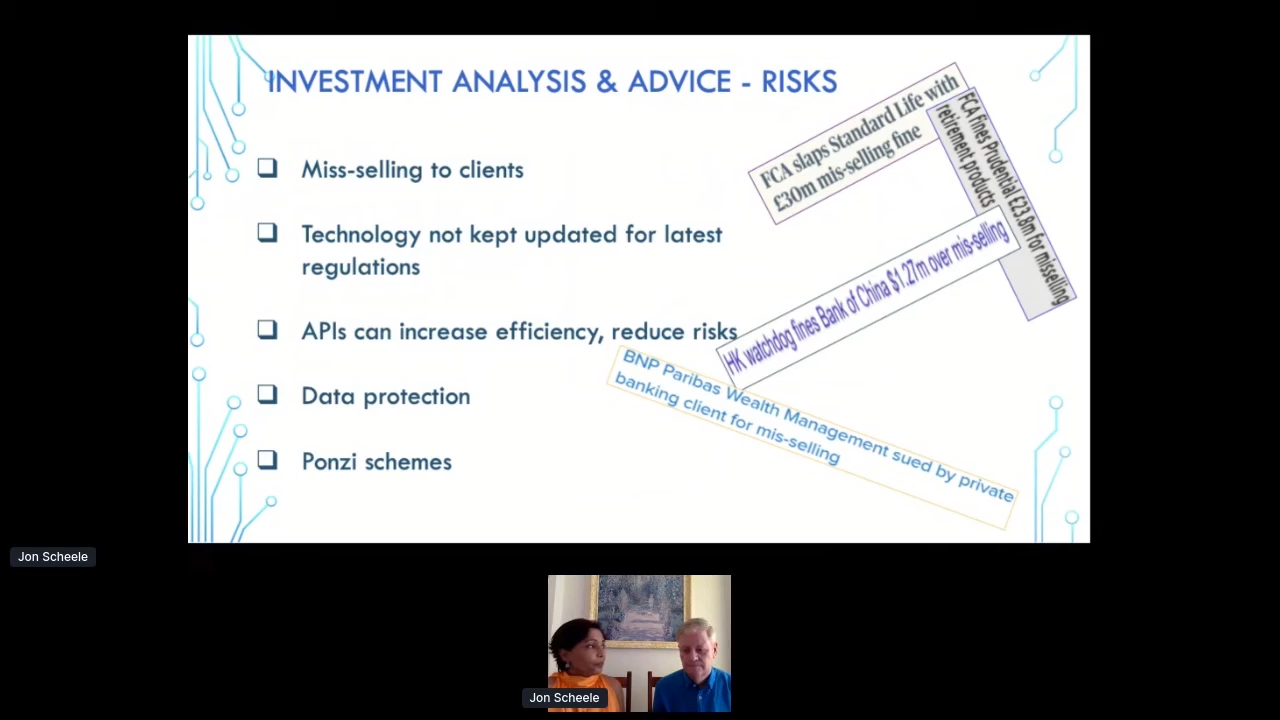 INVESTMENT ANALYSIS & ADVICE - RISKS
Miss-selling to clients
Technology not kept updated for latest
regulations
APIs can increase efficiency, reduce risks
Data protection
Ponzi schemes
FCA slaps Standard Life with
£30m mis-selling fine
FCA fines Prudential £23.8m for misselling
retirement products
HK watchdog fines Bank of China $1.27m over mis-selling
BNP Paribas Wealth Management sued by private
banking client for mis-selling
Jon Scheele
Jon Scheele